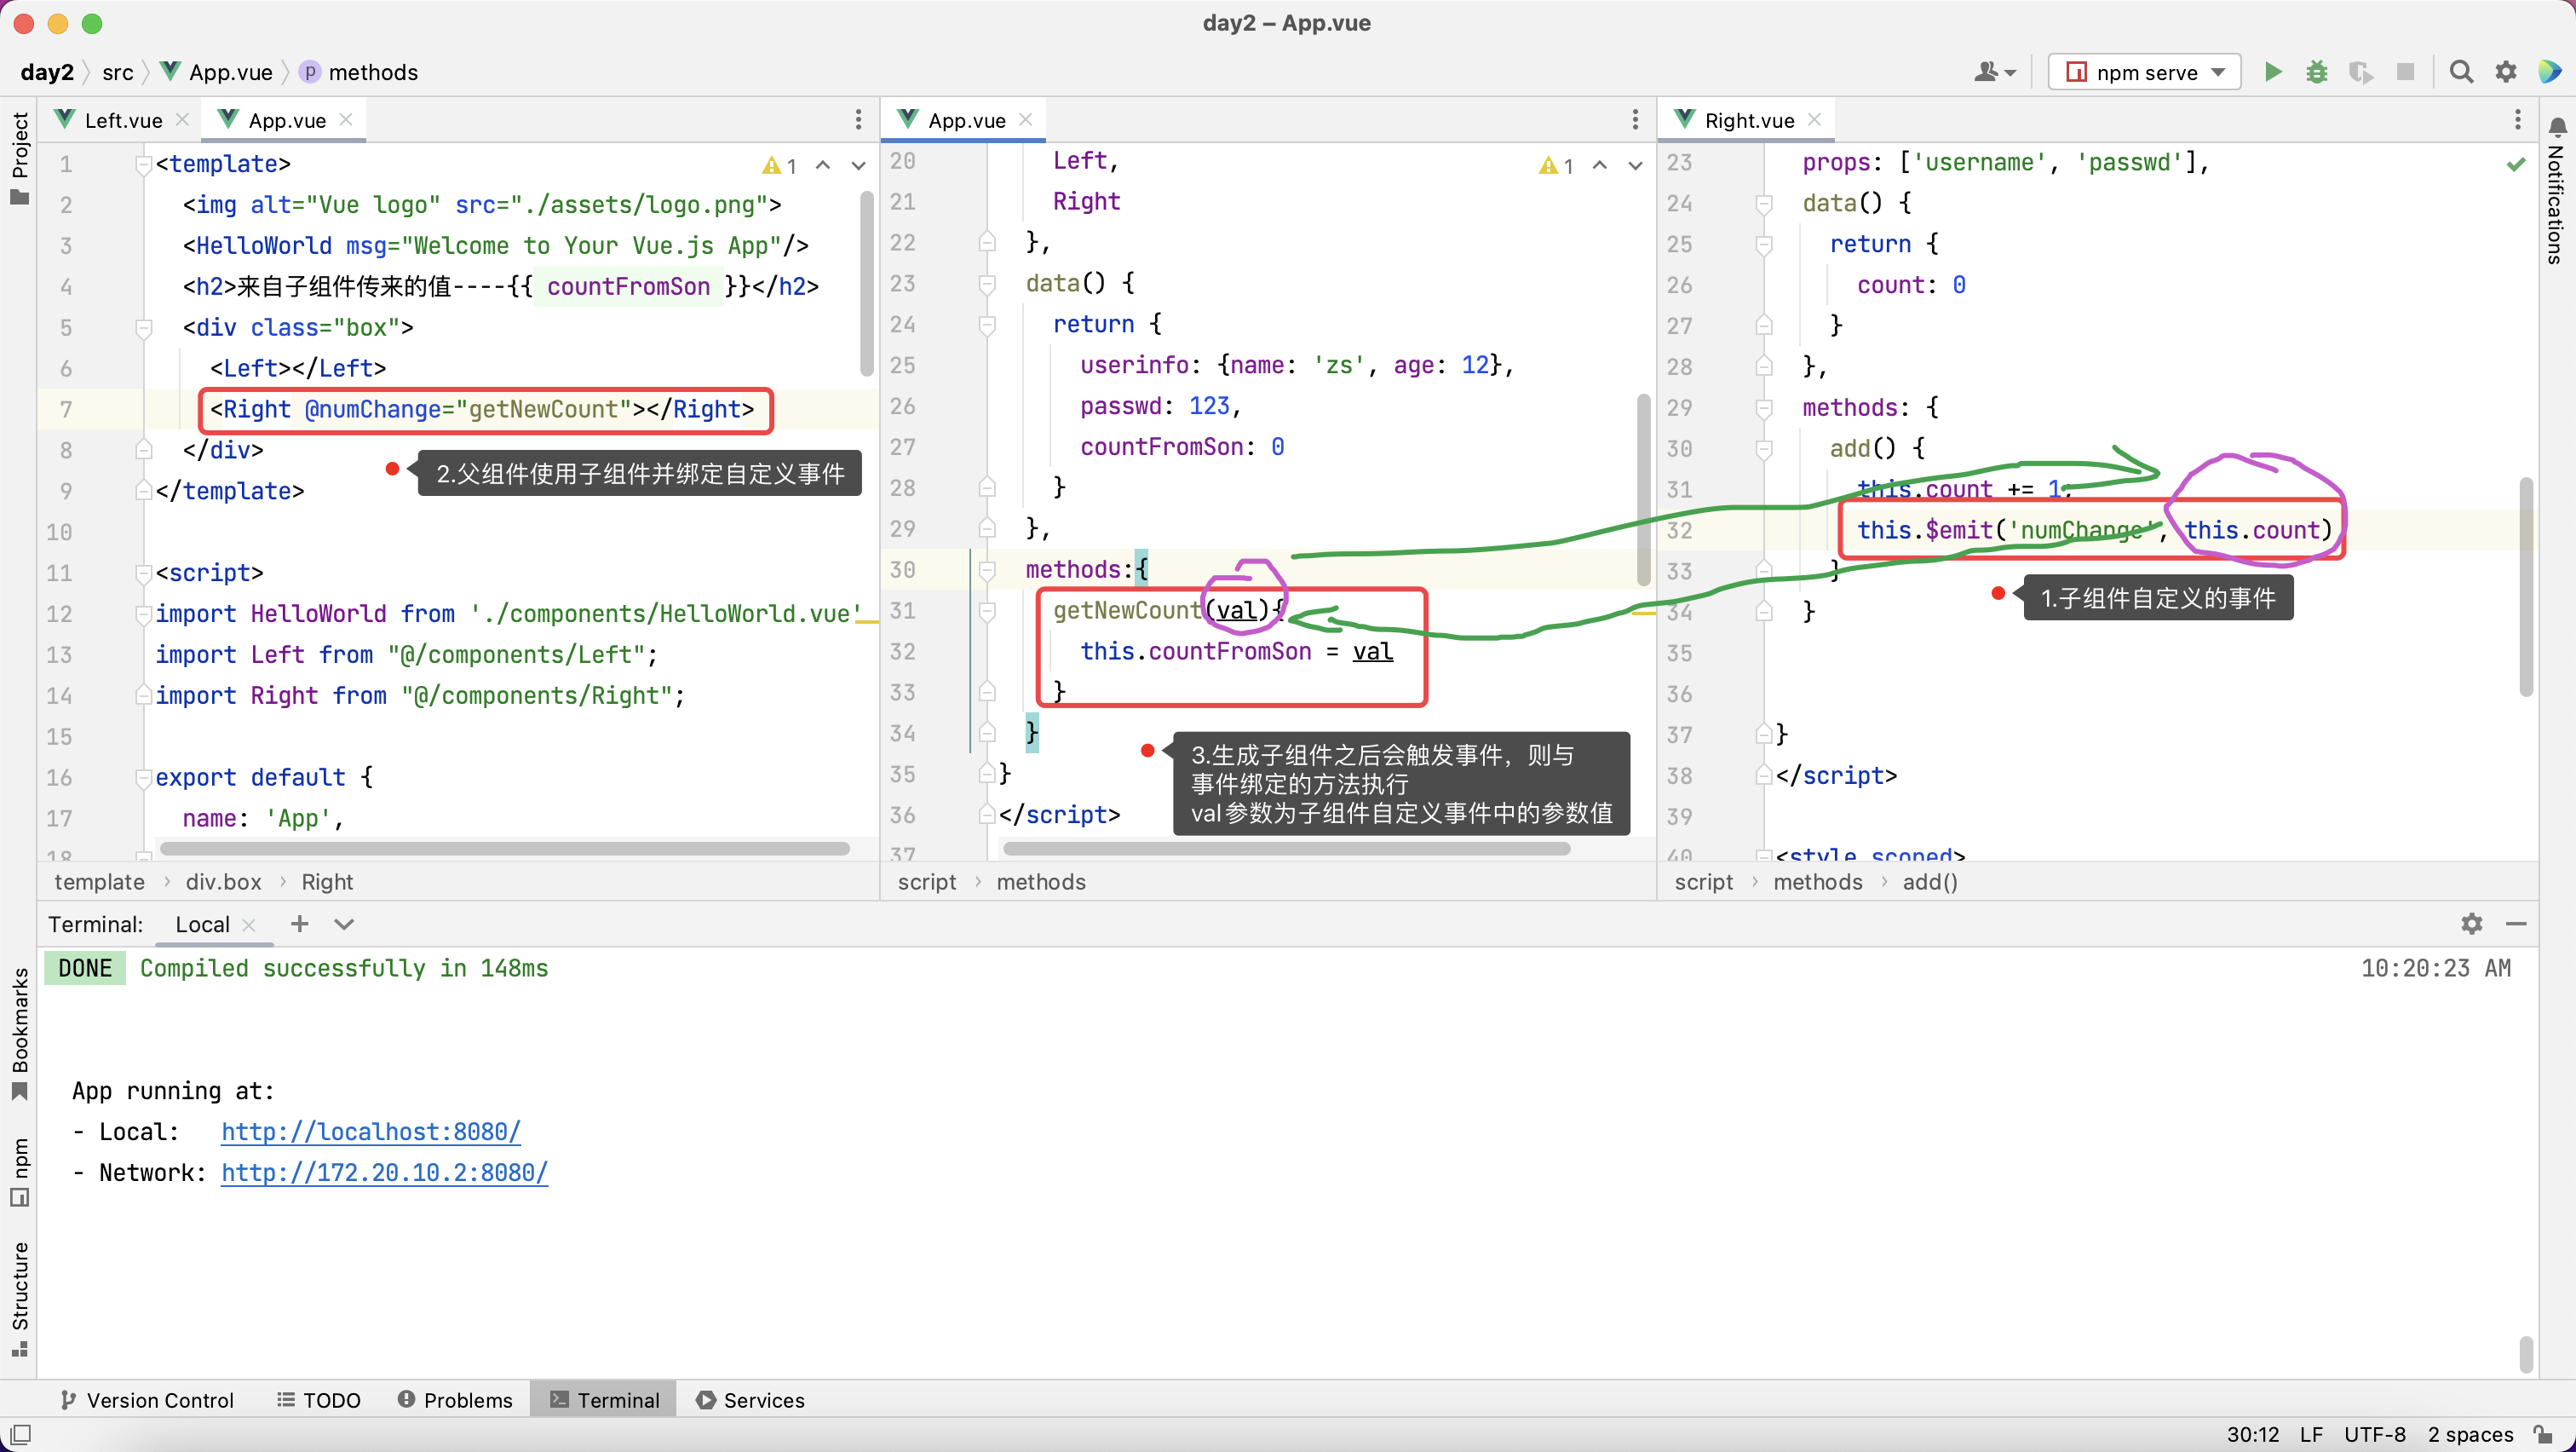 day2 – App.vue
day2 src App.vue p methods
npm serve
Project
Left.vue App.vue
1 <template>
1
2 <img alt="Vue logo" src="./assets/logo.png">
3 <HelloWorld msg="Welcome to Your Vue.js App"/>
4 <h2>来自子组件传来的值----{{ countFromSon }}</h2>
5 <div class="box">
6 <Left></Left>
7 <Right @numChange="getNewCount"></Right>
8 </div>
2.父组件使用子组件并绑定自定义事件
9 </template>
10
11 <script>
12 import HelloWorld from './components/HelloWorld.vue'
13 import Left from "@/components/Left";
14 import Right from "@/components/Right";
15
16 export default {
17 name: 'App',
18
template › div.box › Right
App.vue
20 Left,
1
21 Right
22 },
23 data() {
24 return {
25 userinfo: {name: 'zs', age: 12},
26 passwd: 123,
27 countFromSon: 0
28 }
29 },
30 methods:{
31 getNewCount(val){
32 this.countFromSon = val
33 }
34 }
3.生成子组件之后会触发事件，则与
事件绑定的方法执行
val参数为子组件自定义事件中的参数值
35 }
36 </script>
37
script › methods
Right.vue
23 props: ['username', 'passwd'],
24 data() {
25 return {
26 count: 0
27 }
28 },
29 methods: {
30 add() {
31 this.count += 1;
32 this.$emit('numChange', this.count)
33 }
1.子组件自定义的事件
34 }
35
36
37 }
38 </script>
39
40 <style scoped>
script › methods › add()
Notifications
Terminal: Local
DONE Compiled successfully in 148ms 10:20:23 AM
App running at:
- Local: http://localhost:8080/
- Network: http://172.20.10.2:8080/
Bookmarks
npm
Structure
Version Control TODO Problems Terminal Services
30:12 LF UTF-8 2 spaces